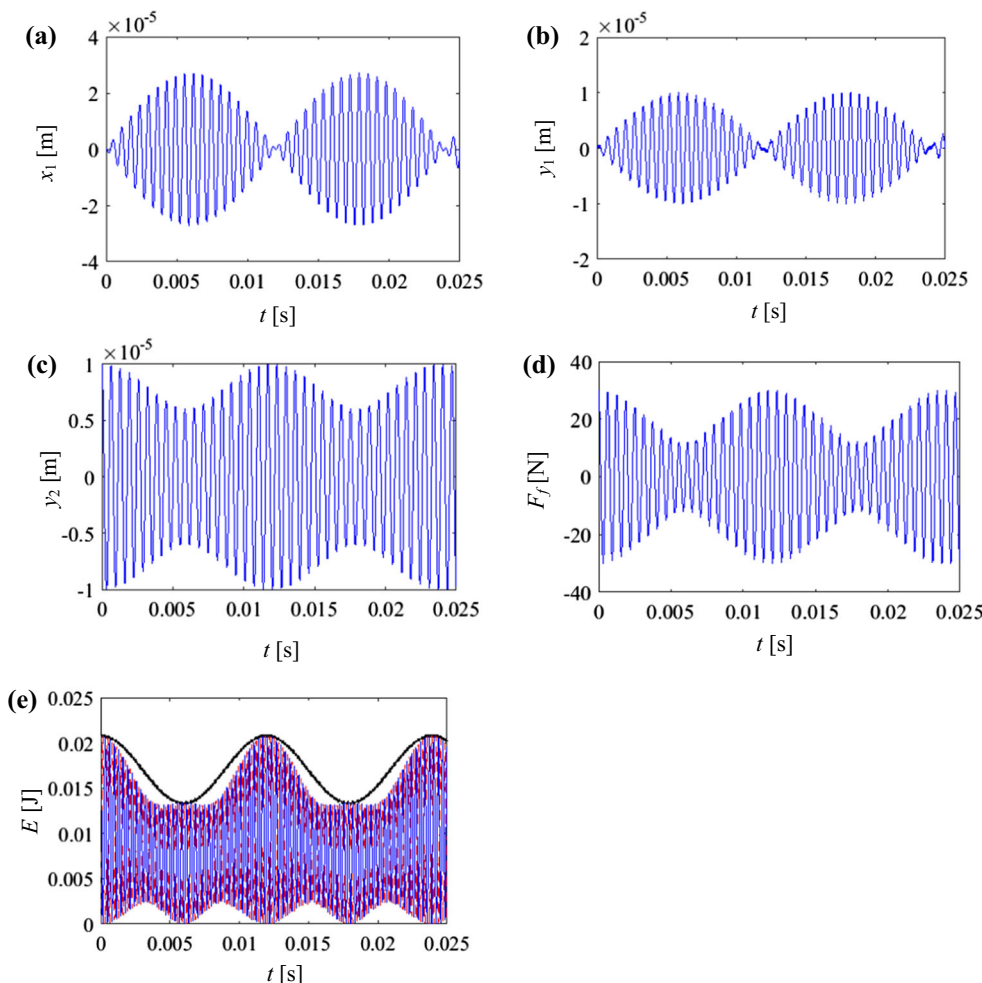 (a)
×10⁻⁵
4
2
0
-2
-4
x₁ [m]
0 0.005 0.01 0.015 0.02 0.025
t [s]
(b)
×10⁻⁵
2
1
0
-1
-2
y₁ [m]
0 0.005 0.01 0.015 0.02 0.025
t [s]
(c)
×10⁻⁵
1
0.5
0
-0.5
-1
y₂ [m]
0 0.005 0.01 0.015 0.02 0.025
t [s]
(d)
40
20
0
-20
-40
F_f [N]
0 0.005 0.01 0.015 0.02 0.025
t [s]
(e)
0.025
0.02
0.015
0.01
0.005
0
E [J]
0 0.005 0.01 0.015 0.02 0.025
t [s]